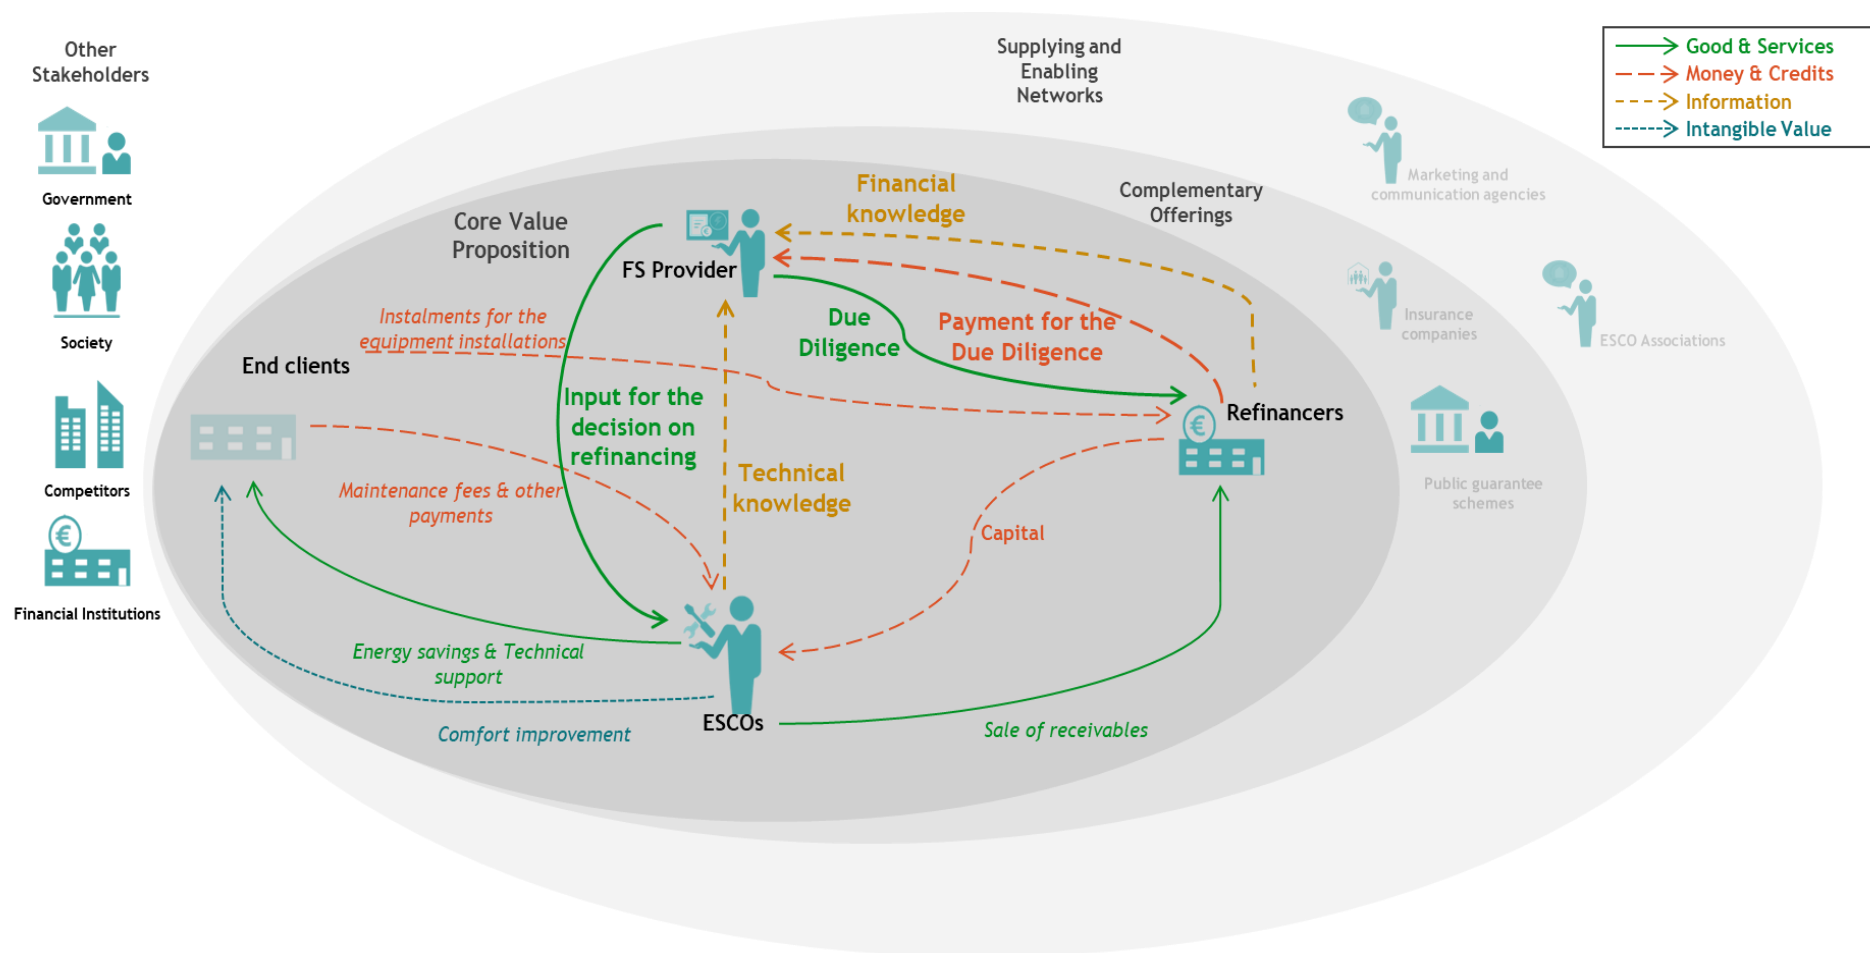 Other
Stakeholders
Government
Society
Competitors
Financial Institutions
Supplying and
Enabling
Networks
Good & Services
Money & Credits
Information
Intangible Value
Marketing and
communication agencies
Complementary
Offerings
Insurance
companies
ESCO Associations
Public guarantee
schemes
Core Value
Proposition
Financial
knowledge
FS Provider
Instalments for the
equipment installations
End clients
Due
Diligence
Payment for the
Due Diligence
Input for the
decision on
refinancing
Refinancers
Technical
knowledge
Maintenance fees & other
payments
Capital
Energy savings & Technical
support
Comfort improvement
ESCOs
Sale of receivables